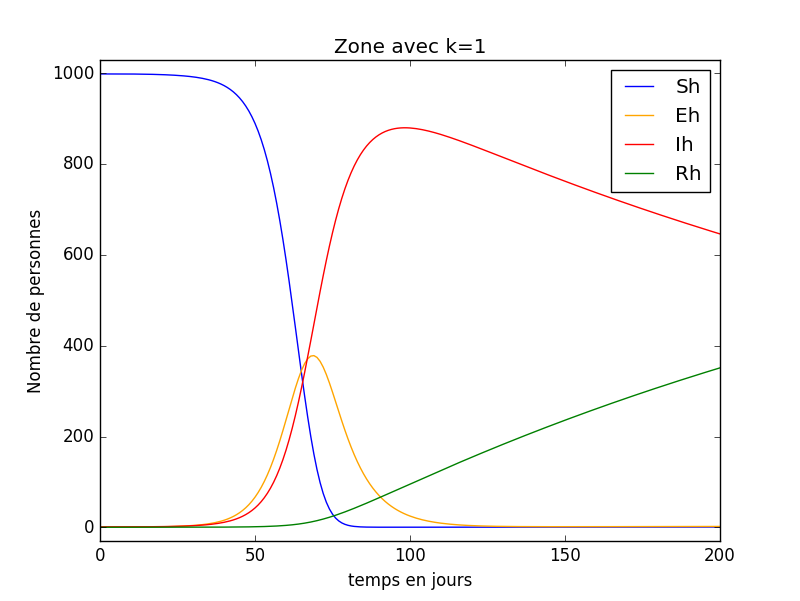 Zone avec k=1
Nombre de personnes
1000
800
600
400
200
0
Sh
Eh
Ih
Rh
0 50 100 150 200
temps en jours